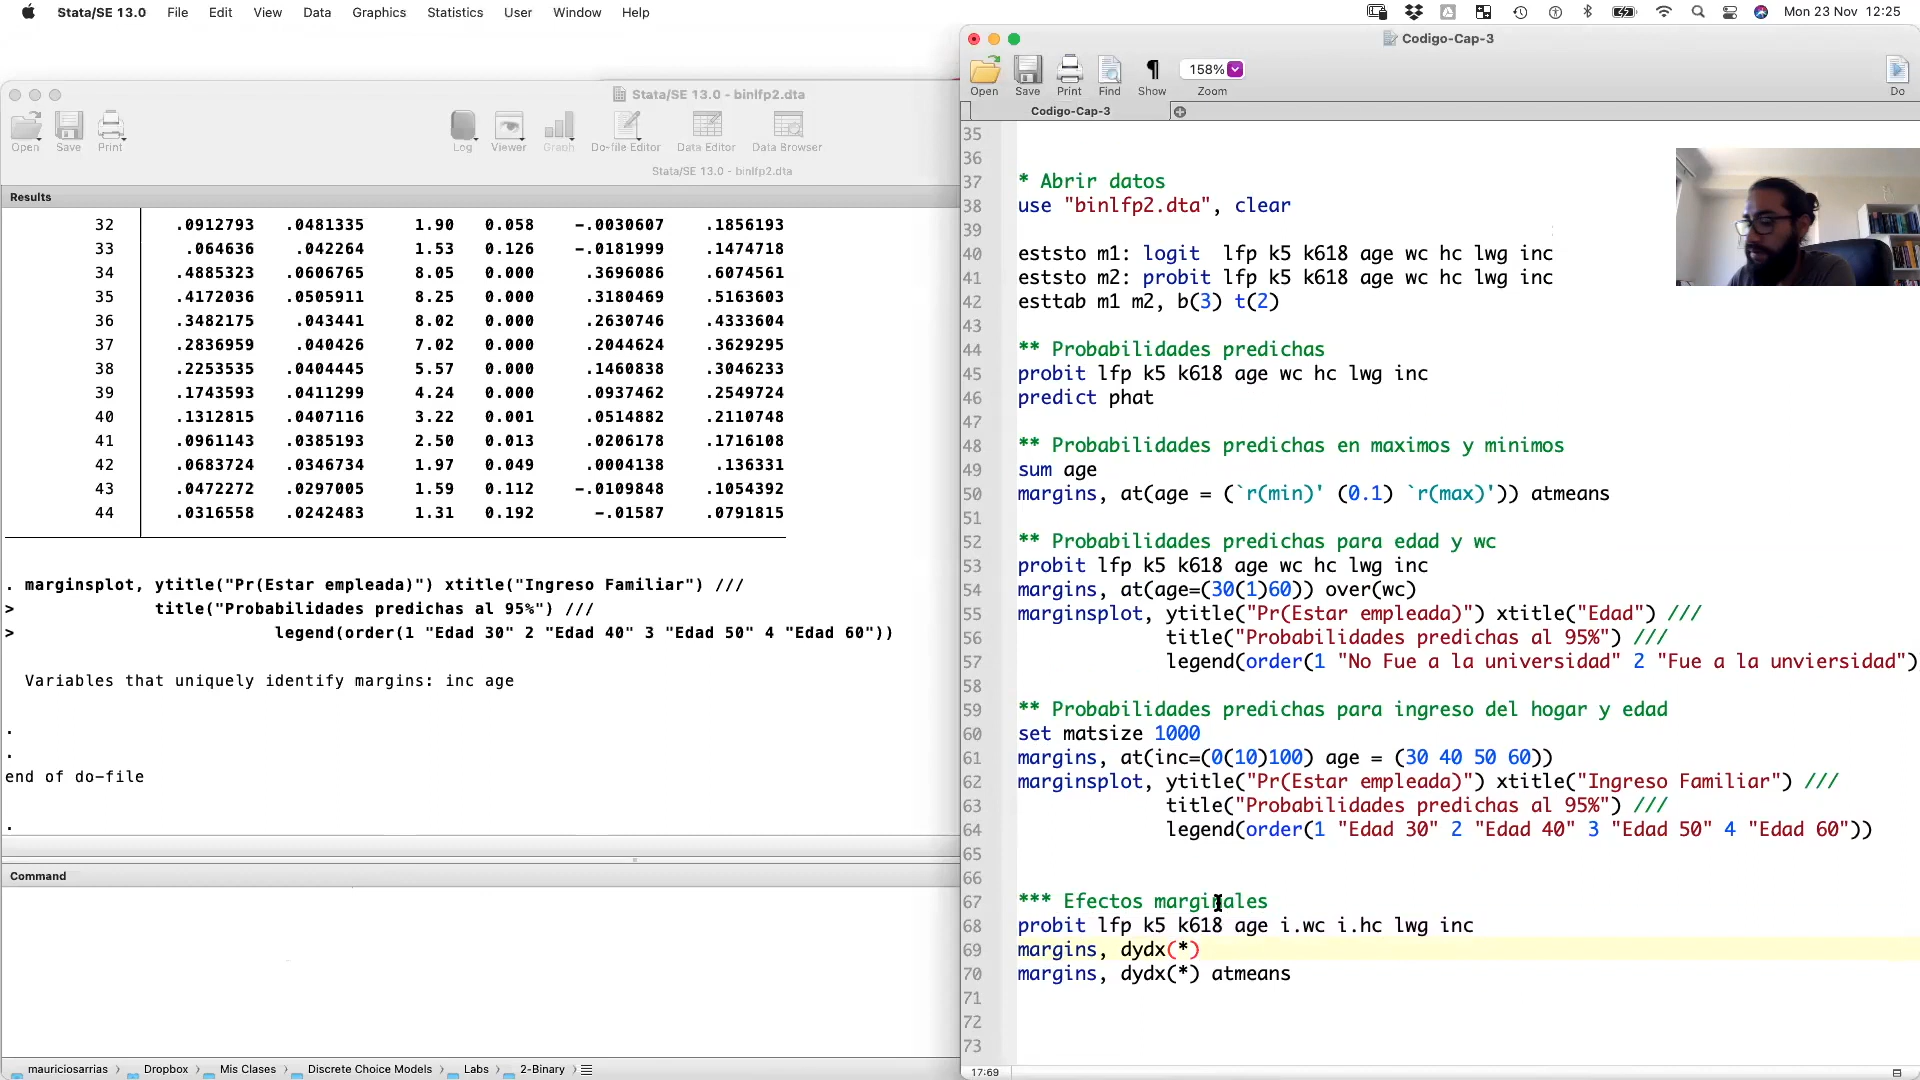 Stata/SE 13.0 File Edit View Data Graphics Statistics User Window Help Mon 23 Nov 12:25
Stata/SE 13.0 - binlfp2.dta
Open Save Print Log Viewer Graph Do-file Editor Data Editor Data Browser
Stata/SE 13.0 - binlfp2.dta
Results
32 .0912793 .0481335 1.90 0.058 -.0030607 .1856193
33 .064636 .042264 1.53 0.126 -.0181999 .1474718
34 .4885323 .0606765 8.05 0.000 .3696086 .6074561
35 .4172036 .0505911 8.25 0.000 .3180469 .5163603
36 .3482175 .043441 8.02 0.000 .2630746 .4333604
37 .2836959 .040426 7.02 0.000 .2044624 .3629295
38 .2253535 .0404445 5.57 0.000 .1460838 .3046233
39 .1743593 .0411299 4.24 0.000 .0937462 .2549724
40 .1312815 .0407116 3.22 0.001 .0514882 .2110748
41 .0961143 .0385193 2.50 0.013 .0206178 .1716108
42 .0683724 .0346734 1.97 0.049 .0004138 .136331
43 .0472272 .0297005 1.59 0.112 -.0109848 .1054392
44 .0316558 .0242483 1.31 0.192 -.01587 .0791815
. marginsplot, ytitle("Pr(Estar empleada)") xtitle("Ingreso Familiar") ///
> title("Probabilidades predichas al 95%") ///
> legend(order(1 "Edad 30" 2 "Edad 40" 3 "Edad 50" 4 "Edad 60"))
Variables that uniquely identify margins: inc age
.
.
end of do-file
.
Command
mauriciosarrias > Dropbox > Mis Clases > Discrete Choice Models > Labs > 2-Binary >
Codigo-Cap-3
Open Save Print Find Show 158% Zoom Do
Codigo-Cap-3
35
36
37 * Abrir datos
38 use "binlfp2.dta", clear
39
40 eststo m1: logit lfp k5 k618 age wc hc lwg inc
41 eststo m2: probit lfp k5 k618 age wc hc lwg inc
42 esttab m1 m2, b(3) t(2)
43
44 ** Probabilidades predichas
45 probit lfp k5 k618 age wc hc lwg inc
46 predict phat
47
48 ** Probabilidades predichas en maximos y minimos
49 sum age
50 margins, at(age = (`r(min)' (0.1) `r(max)')) atmeans
51
52 ** Probabilidades predichas para edad y wc
53 probit lfp k5 k618 age wc hc lwg inc
54 margins, at(age=(30(1)60)) over(wc)
55 marginsplot, ytitle("Pr(Estar empleada)") xtitle("Edad") ///
56 title("Probabilidades predichas al 95%") ///
57 legend(order(1 "No Fue a la universidad" 2 "Fue a la unviersidad")
58
59 ** Probabilidades predichas para ingreso del hogar y edad
60 set matsize 1000
61 margins, at(inc=(0(10)100) age = (30 40 50 60))
62 marginsplot, ytitle("Pr(Estar empleada)") xtitle("Ingreso Familiar") ///
63 title("Probabilidades predichas al 95%") ///
64 legend(order(1 "Edad 30" 2 "Edad 40" 3 "Edad 50" 4 "Edad 60"))
65
66
67 *** Efectos marginales
68 probit lfp k5 k618 age i.wc i.hc lwg inc
69 margins, dydx(*)
70 margins, dydx(*) atmeans
71
72
73
17:69